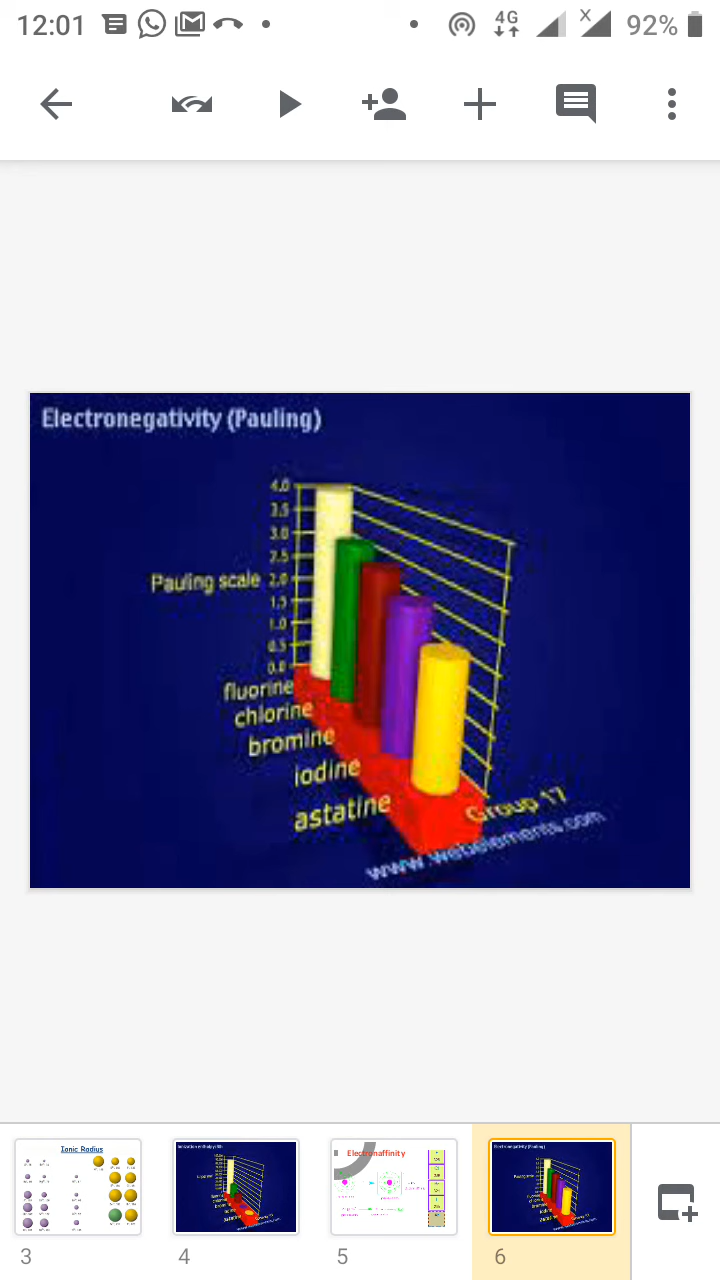 12:01
4G
X
92%
Electronegativity (Pauling)
4.0
3.5
3.0
2.5
Pauling scale 2.0
1.5
1.0
0.5
0.0
fluorine
chlorine
bromine
iodine
astatine
Group 17
www.webelements.com
Ionic Radius
Electronaffinity
Electronegativity (Pauling)
3
4
5
6